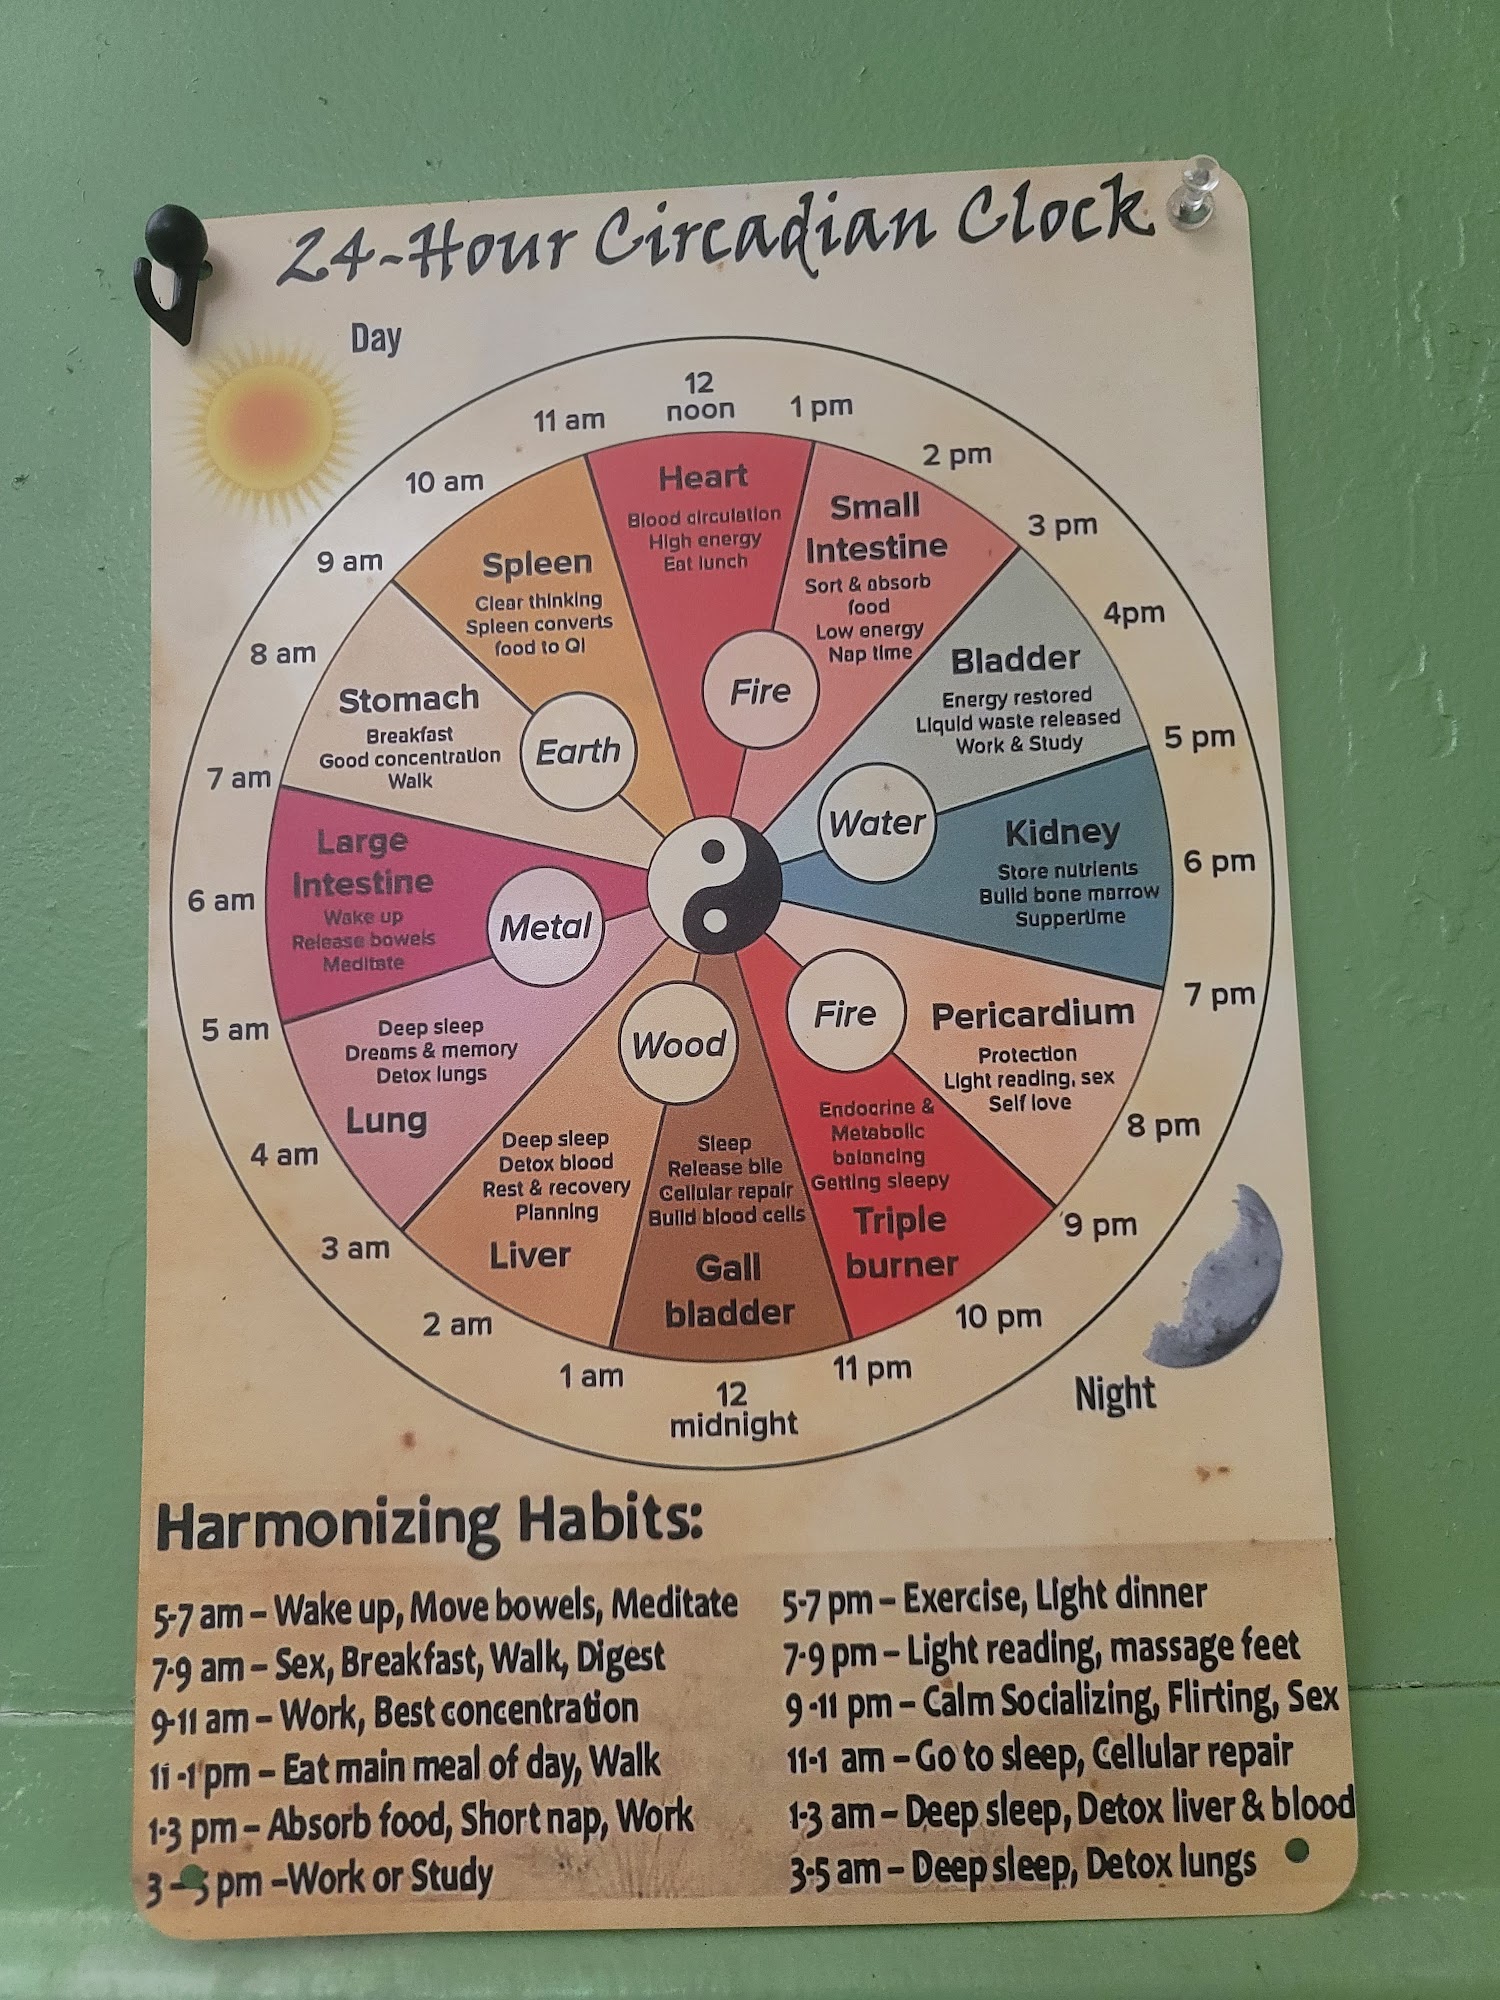 24-Hour Circadian Clock
Day
12
noon
1 pm
2 pm
3 pm
4pm
5 pm
6 pm
7 pm
8 pm
9 pm
10 pm
11 pm
12
midnight
1 am
2 am
3 am
4 am
5 am
6 am
7 am
8 am
9 am
10 am
11 am
Heart
Blood circulation
High energy
Eat lunch
Small
Intestine
Sort & absorb
food
Low energy
Nap time
Fire
Bladder
Energy restored
Liquid waste released
Work & Study
Water
Kidney
Store nutrients
Build bone marrow
Suppertime
Pericardium
Protection
Light reading, sex
Self love
Fire
Endocrine &
Metabolic
balancing
Getting sleepy
Triple
burner
Sleep
Release bile
Cellular repair
Build blood cells
Gall
bladder
Wood
Deep sleep
Detox blood
Rest & recovery
Planning
Liver
Deep sleep
Dreams & memory
Detox lungs
Lung
Metal
Large
Intestine
Wake up
Release bowels
Meditate
Stomach
Breakfast
Good concentration
Walk
Earth
Spleen
Clear thinking
Spleen converts
food to QI
Night
Harmonizing Habits:
5-7 am – Wake up, Move bowels, Meditate
7-9 am – Sex, Breakfast, Walk, Digest
9-11 am – Work, Best concentration
11 -1 pm – Eat main meal of day, Walk
1-3 pm – Absorb food, Short nap, Work
3 – 5 pm –Work or Study
5-7 pm – Exercise, Light dinner
7-9 pm – Light reading, massage feet
9 -11 pm – Calm Socializing, Flirting, Sex
11-1 am – Go to sleep, Cellular repair
1-3 am – Deep sleep, Detox liver & blood
3-5 am – Deep sleep, Detox lungs